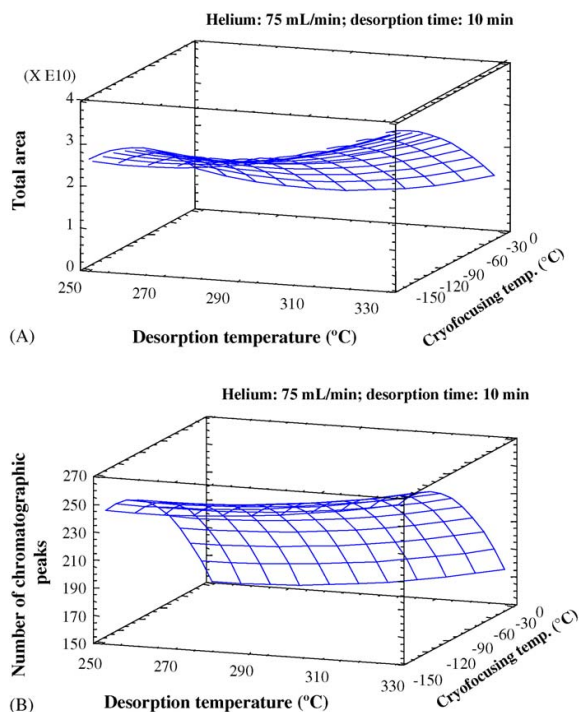 Helium: 75 mL/min; desorption time: 10 min
(X E10)
4
3
2
1
0
Total area
250
270
290
310
330
Desorption temperature (ºC)
-150
-120
-90
-60
-30
0
Cryofocusing temp. (°C)
(A)
Helium: 75 mL/min; desorption time: 10 min
270
250
230
210
190
170
150
Number of chromatographic
peaks
250
270
290
310
330
Desorption temperature (ºC)
-150
-120
-90
-60
-30
0
Cryofocusing temp. (°C)
(B)